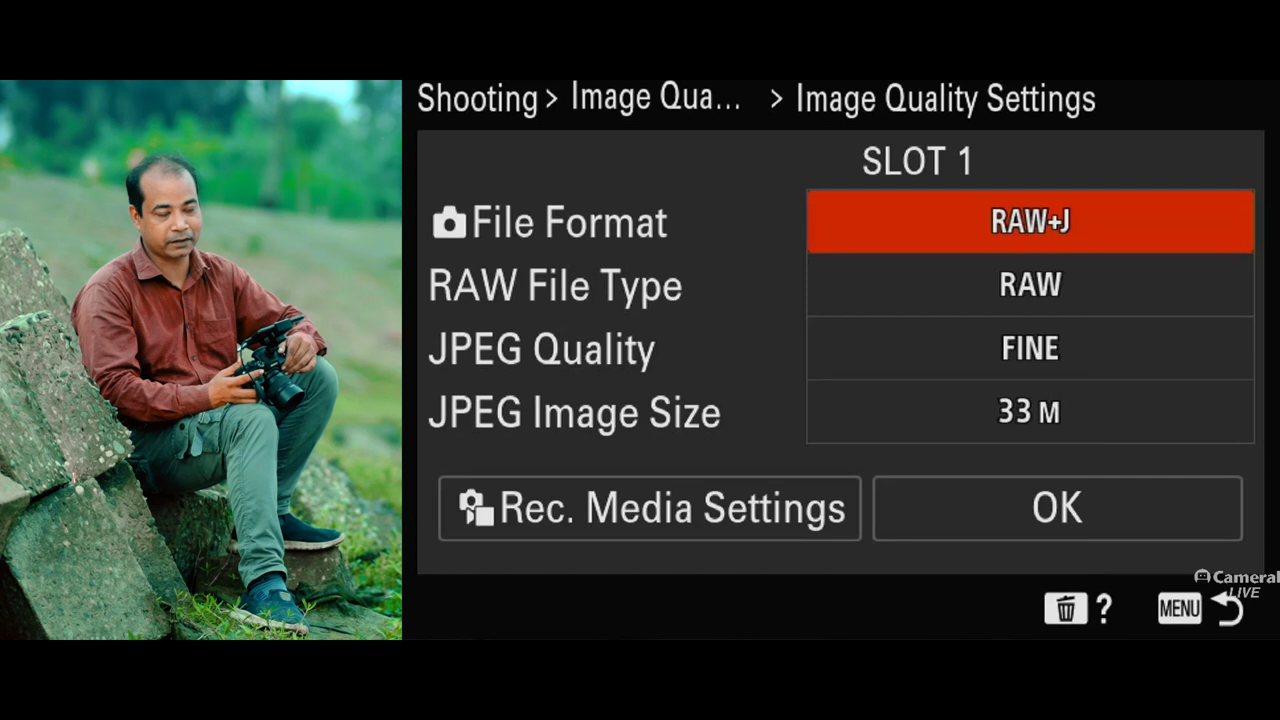 Shooting > Image Qua... > Image Quality Settings
SLOT 1
File Format RAW+J
RAW File Type RAW
JPEG Quality FINE
JPEG Image Size 33 M
Rec. Media Settings OK
Cameral
LIVE
? MENU